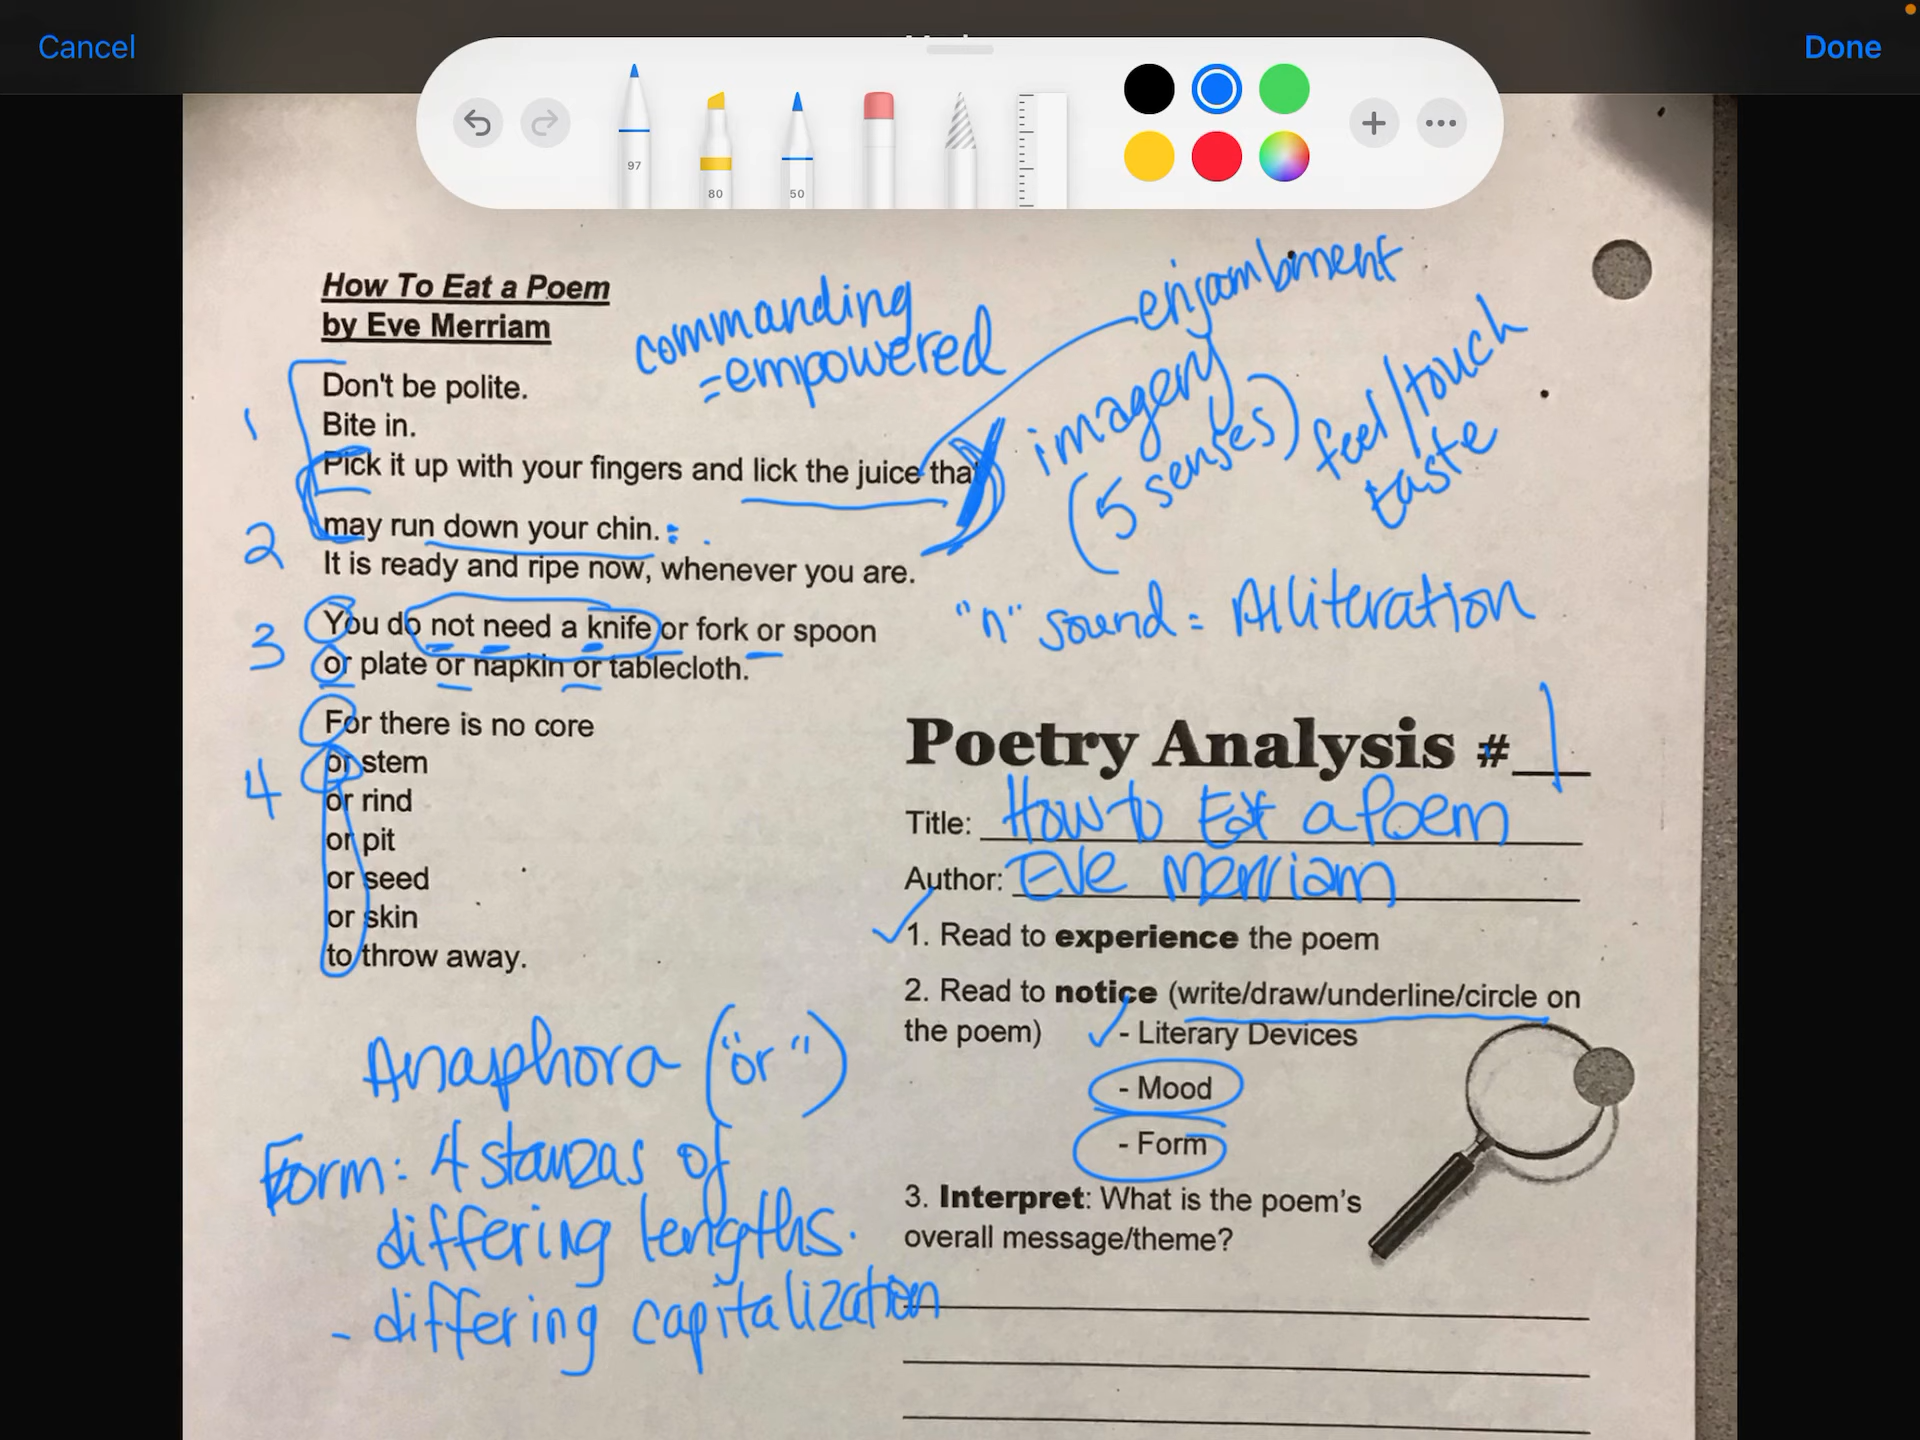 Cancel
Done
97
80
50
How To Eat a Poem
by Eve Merriam
commanding
=empowered
enjambment
imagery
(5 senses)
feel/touch
taste
Don't be polite.
1
Bite in.
Pick it up with your fingers and lick the juice tha
2
may run down your chin.
It is ready and ripe now, whenever you are.
"n" sound = Alliteration
3
You do not need a knife or fork or spoon
or plate or napkin or tablecloth.
For there is no core
4
or stem
or rind
or pit
or seed
or skin
to throw away.
Anaphora ("or")
Form: 4 stanzas of
differing lengths.
- differing capitalization
Poetry Analysis # 1
Title: How to Eat a Poem
Author: Eve Merriam
1. Read to experience the poem
2. Read to notice (write/draw/underline/circle on
the poem) - Literary Devices
- Mood
- Form
3. Interpret: What is the poem's
overall message/theme?